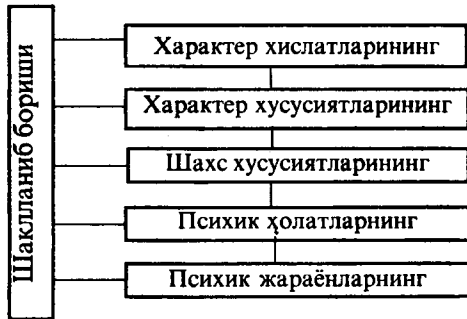 Шаклланиб бориши
Характер хислатларининг
Характер хусусиятларининг
Шахс хусусиятларининг
Психик ҳолатларнинг
Психик жараёнларнинг